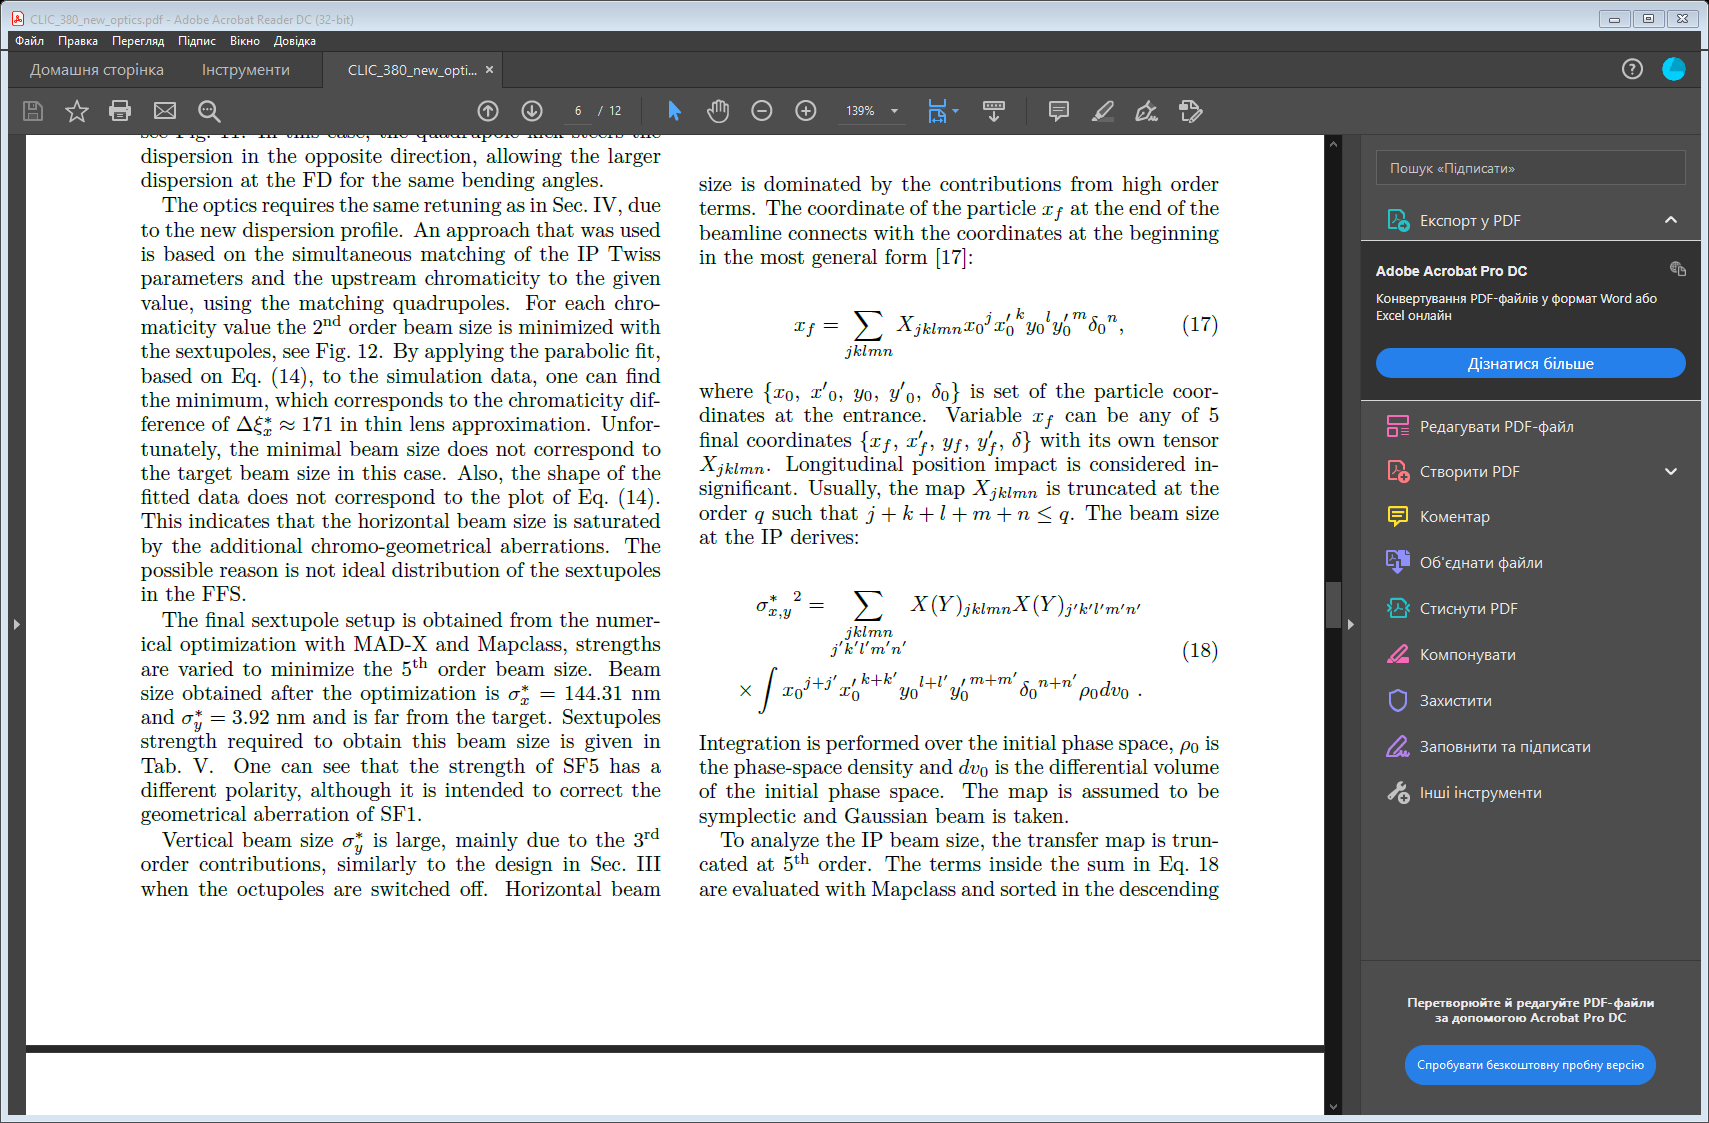 CLIC_380_new_optics.pdf - Adobe Acrobat Reader DC (32-bit)
Файл Правка Перегляд Підпис Вікно Довідка
Домашня сторінка Інструменти CLIC_380_new_opti... ×
6 / 12 139%
see Fig. 11. In this case, the quadrupole kick steers the
dispersion in the opposite direction, allowing the larger
dispersion at the FD for the same bending angles.
The optics requires the same retuning as in Sec. IV, due
to the new dispersion profile. An approach that was used
is based on the simultaneous matching of the IP Twiss
parameters and the upstream chromaticity to the given
value, using the matching quadrupoles. For each chro-
maticity value the 2nd order beam size is minimized with
the sextupoles, see Fig. 12. By applying the parabolic fit,
based on Eq. (14), to the simulation data, one can find
the minimum, which corresponds to the chromaticity dif-
ference of Δξ*x ≈ 171 in thin lens approximation. Unfor-
tunately, the minimal beam size does not correspond to
the target beam size in this case. Also, the shape of the
fitted data does not correspond to the plot of Eq. (14).
This indicates that the horizontal beam size is saturated
by the additional chromo-geometrical aberrations. The
possible reason is not ideal distribution of the sextupoles
in the FFS.
The final sextupole setup is obtained from the numer-
ical optimization with MAD-X and Mapclass, strengths
are varied to minimize the 5th order beam size. Beam
size obtained after the optimization is σ*x = 144.31 nm
and σ*y = 3.92 nm and is far from the target. Sextupoles
strength required to obtain this beam size is given in
Tab. V. One can see that the strength of SF5 has a
different polarity, although it is intended to correct the
geometrical aberration of SF1.
Vertical beam size σ*y is large, mainly due to the 3rd
order contributions, similarly to the design in Sec. III
when the octupoles are switched off. Horizontal beam
size is dominated by the contributions from high order
terms. The coordinate of the particle xf at the end of the
beamline connects with the coordinates at the beginning
in the most general form [17]:
xf = ∑ Xjklmn x0^j x′0^k y0^l y′0^m δ0^n, (17)
jklmn
where {x0, x′0, y0, y′0, δ0} is set of the particle coor-
dinates at the entrance. Variable xf can be any of 5
final coordinates {xf, x′f, yf, y′f, δ} with its own tensor
Xjklmn. Longitudinal position impact is considered in-
significant. Usually, the map Xjklmn is truncated at the
order q such that j + k + l + m + n ≤ q. The beam size
at the IP derives:
σ*x,y^2 = ∑ X(Y)jklmn X(Y)j′k′l′m′n′
jklmn
j′k′l′m′n′
(18)
× ∫ x0^j+j′ x′0^k+k′ y0^l+l′ y′0^m+m′ δ0^n+n′ ρ0dv0 .
Integration is performed over the initial phase space, ρ0 is
the phase-space density and dv0 is the differential volume
of the initial phase space. The map is assumed to be
symplectic and Gaussian beam is taken.
To analyze the IP beam size, the transfer map is trun-
cated at 5th order. The terms inside the sum in Eq. 18
are evaluated with Mapclass and sorted in the descending
Пошук «Підписати»
Експорт у PDF
Adobe Acrobat Pro DC
Конвертування PDF-файлів у формат Word або
Excel онлайн
Дізнатися більше
Редагувати PDF-файл
Створити PDF
Коментар
Об'єднати файли
Стиснути PDF
Компонувати
Захистити
Заповнити та підписати
Інші інструменти
Перетворюйте й редагуйте PDF-файли
за допомогою Acrobat Pro DC
Спробувати безкоштовну пробну версію